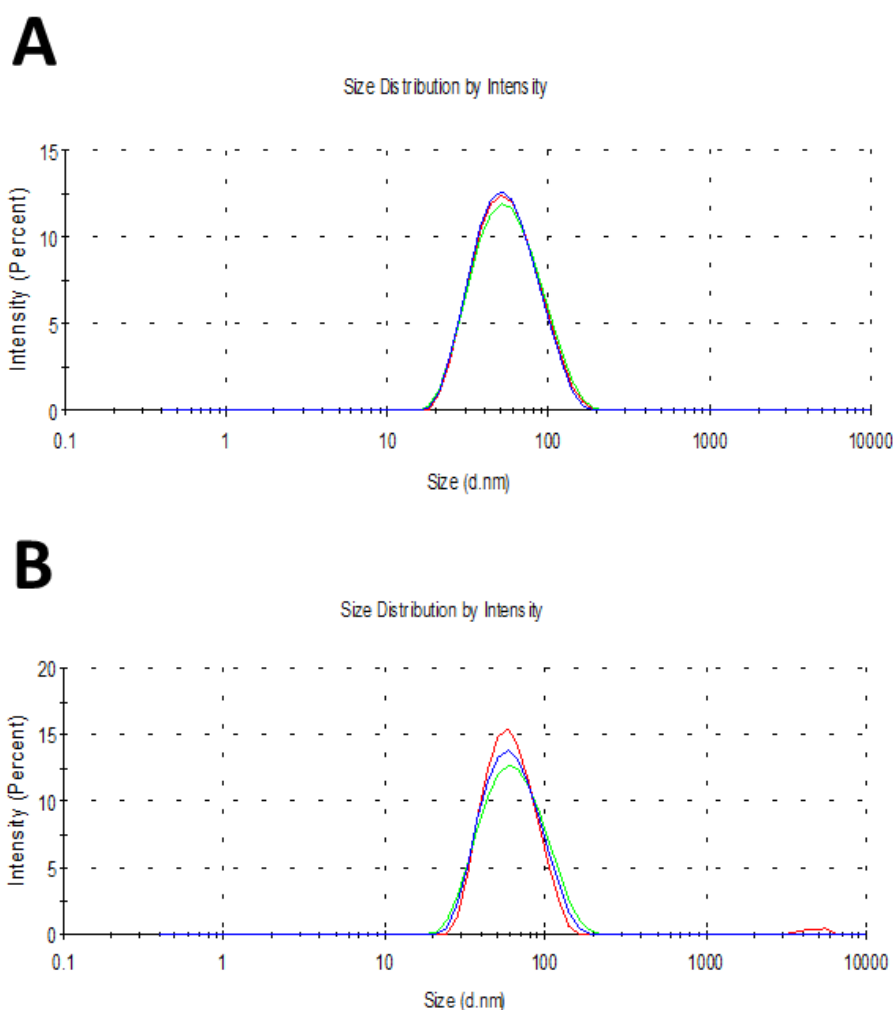 A
Size Distribution by Intensity
15
10
5
0
Intensity (Percent)
0.1 1 10 100 1000 10000
Size (d.nm)
B
Size Distribution by Intensity
20
15
10
5
0
Intensity (Percent)
0.1 1 10 100 1000 10000
Size (d.nm)